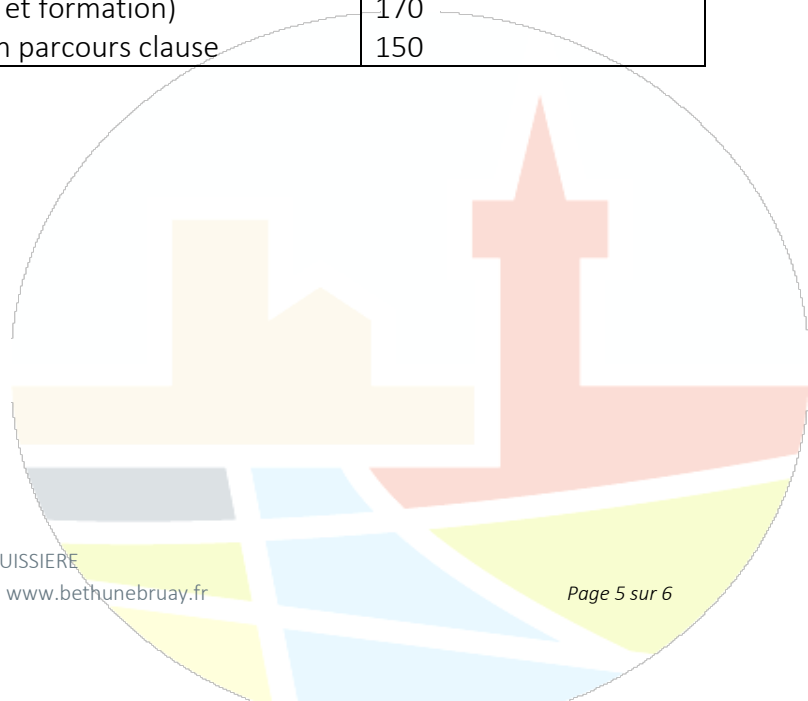 et formation) 170
n parcours clause 150
UISSIERE
www.bethunebruay.fr
Page 5 sur 6